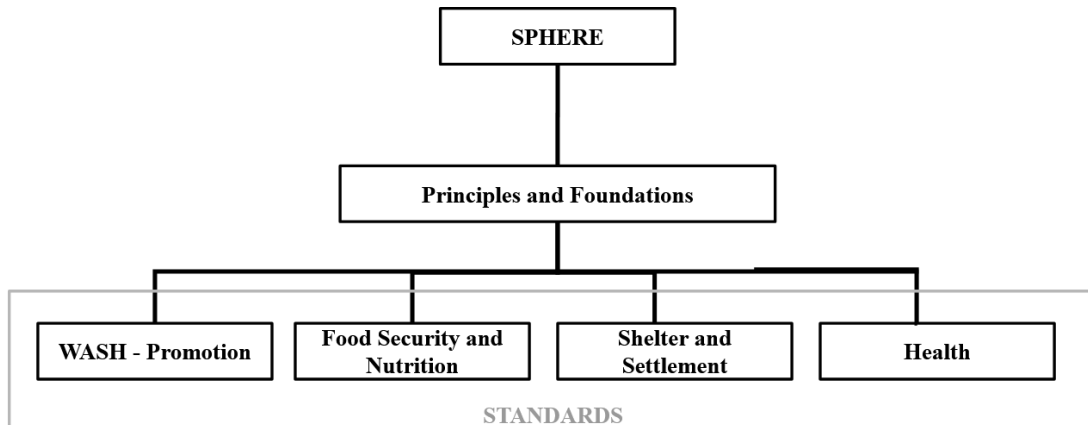 SPHERE
Principles and Foundations
WASH - Promotion
Food Security and
Nutrition
Shelter and
Settlement
Health
STANDARDS